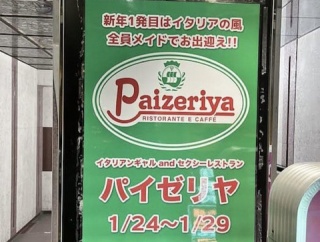 新年1発目はイタリアの風
全員メイドでお出迎え!!
Paizeriya
RISTORANTE E CAFFÈ
イタリアンギャル and セクシーレストラン
パイゼリヤ
1/24〜1/29